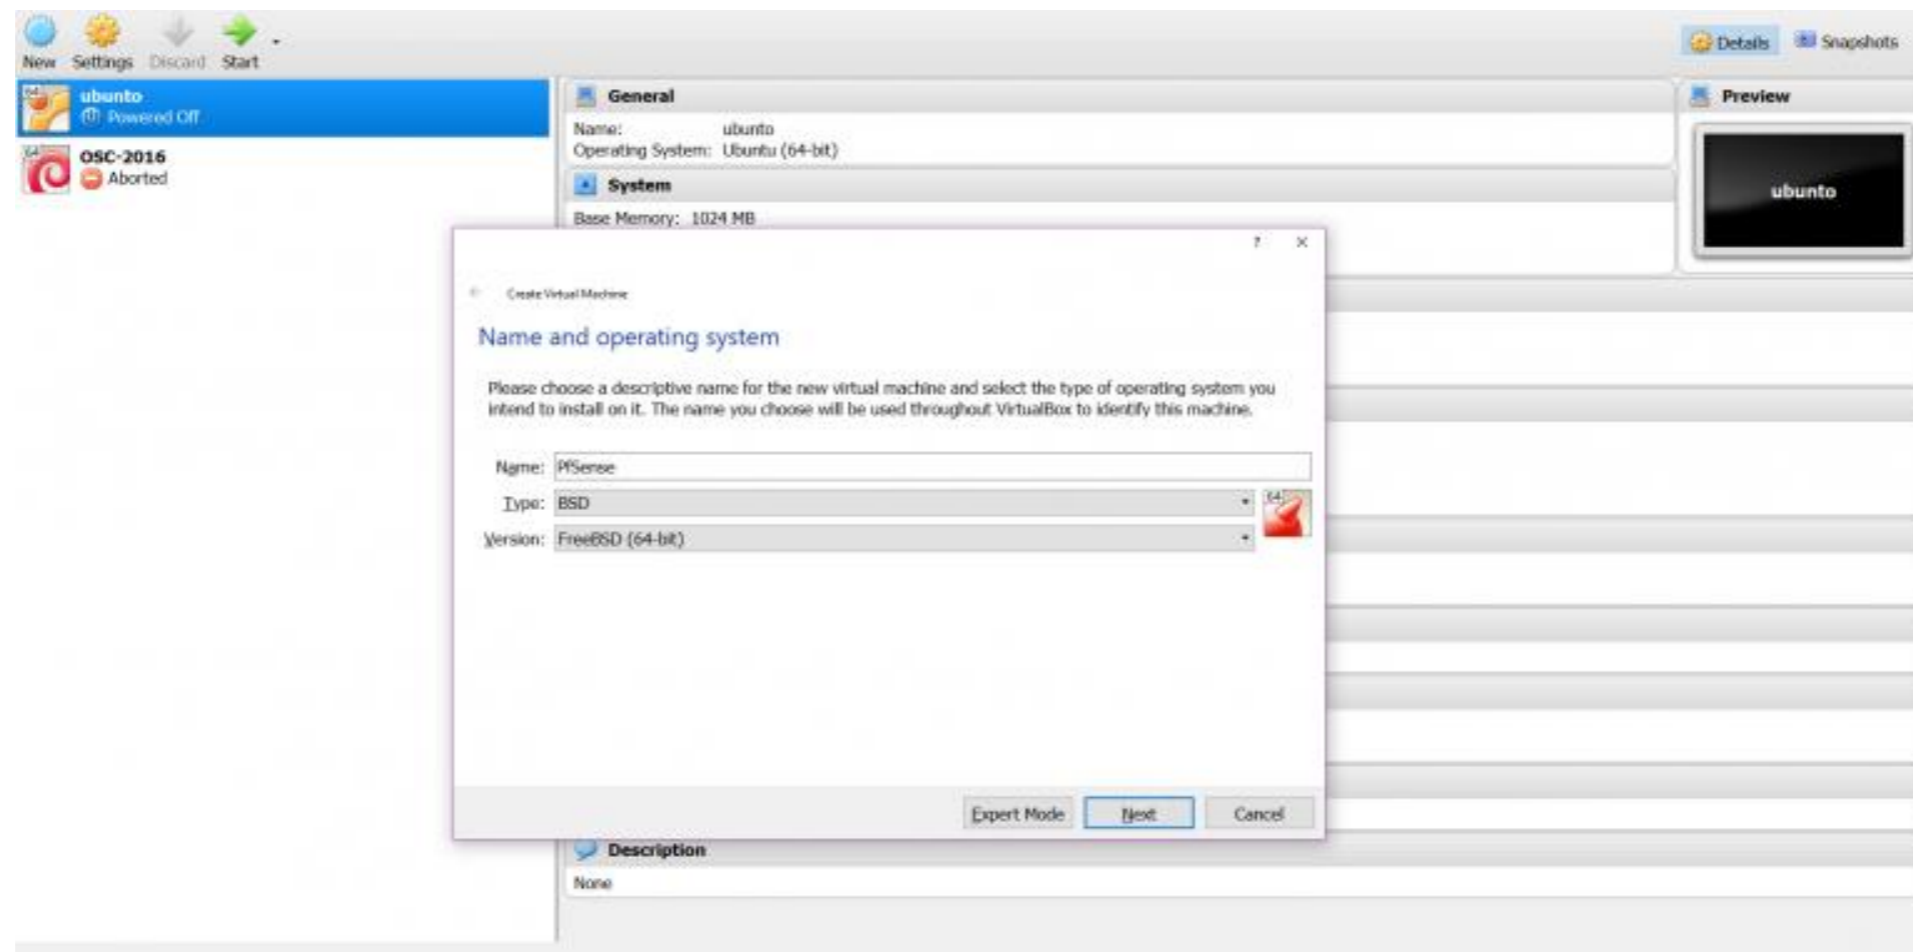 New Settings Discard Start
Details Snapshots
64
ubunto
Powered Off
64
OSC-2016
Aborted
General
Name: ubunto
Operating System: Ubuntu (64-bit)
System
Base Memory: 1024 MB
Preview
ubunto
?
Create Virtual Machine
Name and operating system
Please choose a descriptive name for the new virtual machine and select the type of operating system you
intend to install on it. The name you choose will be used throughout VirtualBox to identify this machine.
Name: PfSense
Type: BSD
64
Version: FreeBSD (64-bit)
Expert Mode Next Cancel
Description
None